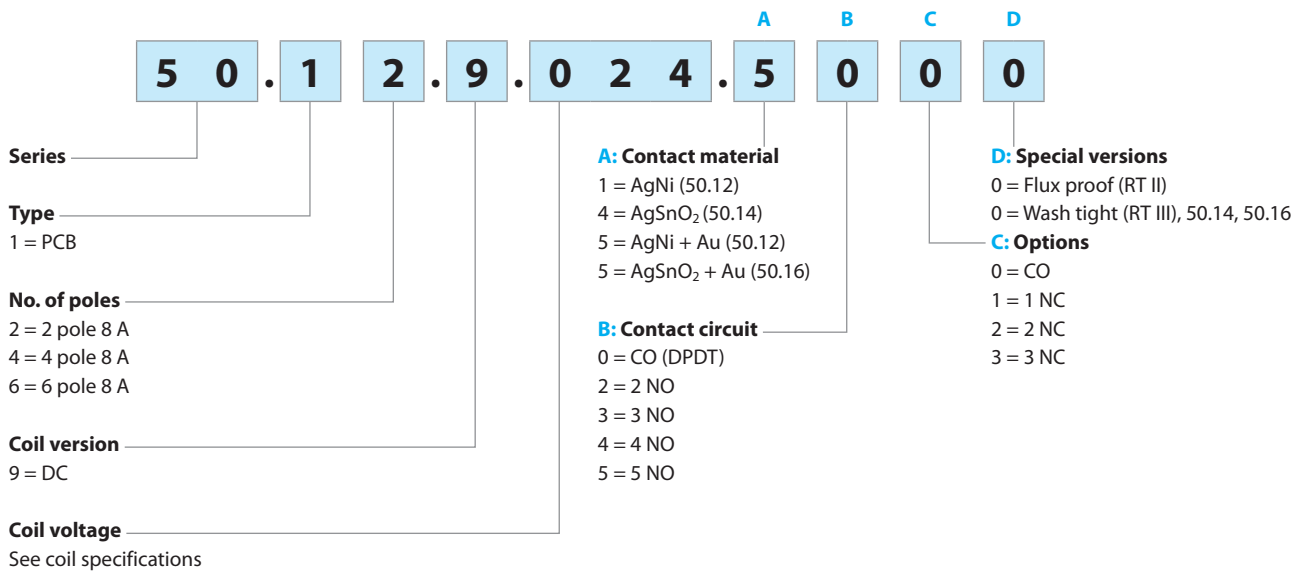 A B C D
5 0 . 1 2 . 9 . 0 2 4 . 5 0 0 0
Series
Type
1 = PCB
No. of poles
2 = 2 pole 8 A
4 = 4 pole 8 A
6 = 6 pole 8 A
Coil version
9 = DC
Coil voltage
See coil specifications
A: Contact material
1 = AgNi (50.12)
4 = AgSnO₂ (50.14)
5 = AgNi + Au (50.12)
5 = AgSnO₂ + Au (50.16)
B: Contact circuit
0 = CO (DPDT)
2 = 2 NO
3 = 3 NO
4 = 4 NO
5 = 5 NO
D: Special versions
0 = Flux proof (RT II)
0 = Wash tight (RT III), 50.14, 50.16
C: Options
0 = CO
1 = 1 NC
2 = 2 NC
3 = 3 NC